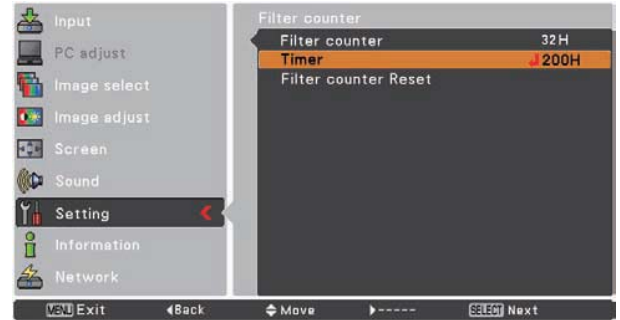 Input
PC adjust
Image select
Image adjust
Screen
Sound
Setting
Information
Network
Filter counter
Filter counter 32H
Timer 200H
Filter counter Reset
MENU Exit Back Move ----- SELECT Next